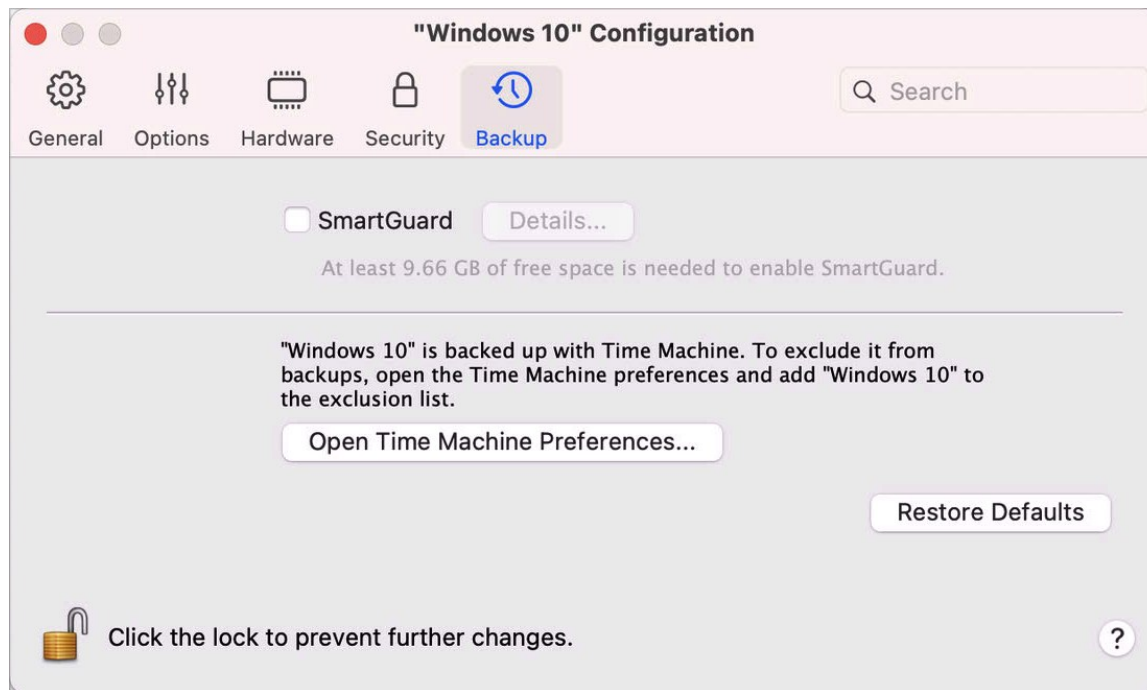 "Windows 10" Configuration
General Options Hardware Security Backup
Search
SmartGuard Details...
At least 9.66 GB of free space is needed to enable SmartGuard.
"Windows 10" is backed up with Time Machine. To exclude it from
backups, open the Time Machine preferences and add "Windows 10" to
the exclusion list.
Open Time Machine Preferences...
Restore Defaults
Click the lock to prevent further changes.
?